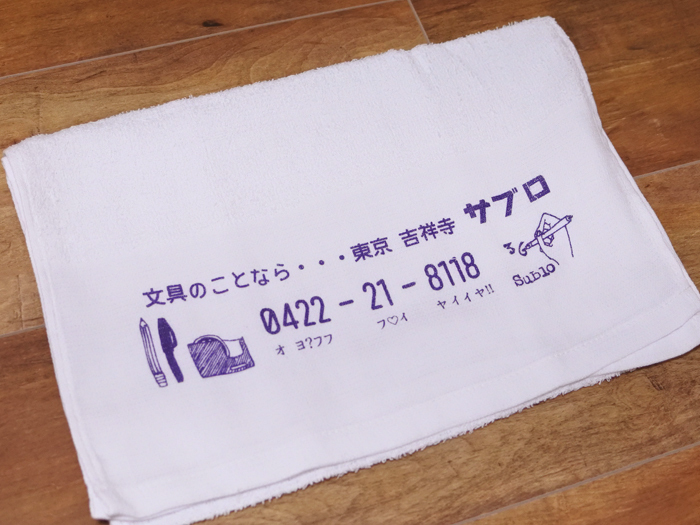 文具のことなら・・・東京 吉祥寺 サブロ
0422-21-8118
オ ヨ?フフ フ♡イ ヤイイヤ!!
Sublo